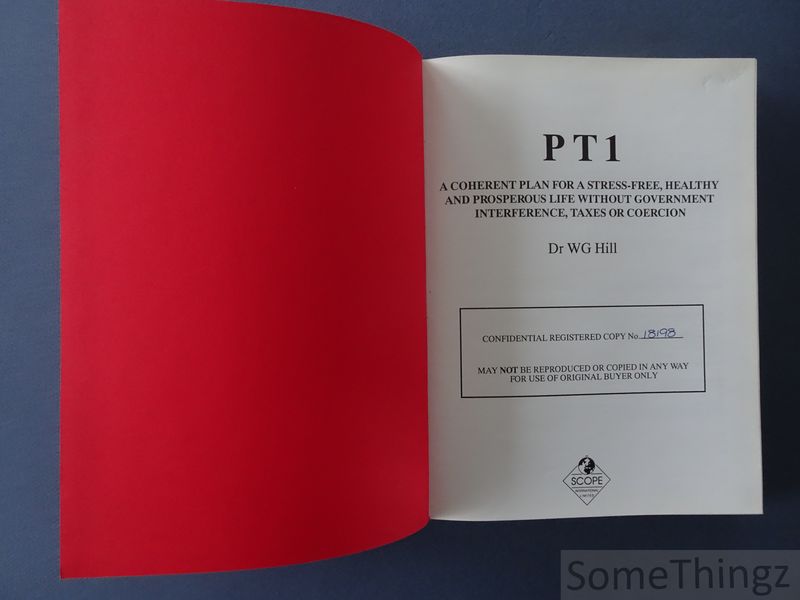 PT1
A COHERENT PLAN FOR A STRESS-FREE, HEALTHY
AND PROSPEROUS LIFE WITHOUT GOVERNMENT
INTERFERENCE, TAXES OR COERCION
Dr WG Hill
CONFIDENTIAL REGISTERED COPY No 18198
MAY NOT BE REPRODUCED OR COPIED IN ANY WAY
FOR USE OF ORIGINAL BUYER ONLY
SCOPE
INTERNATIONAL
LIMITED
SomeThingz